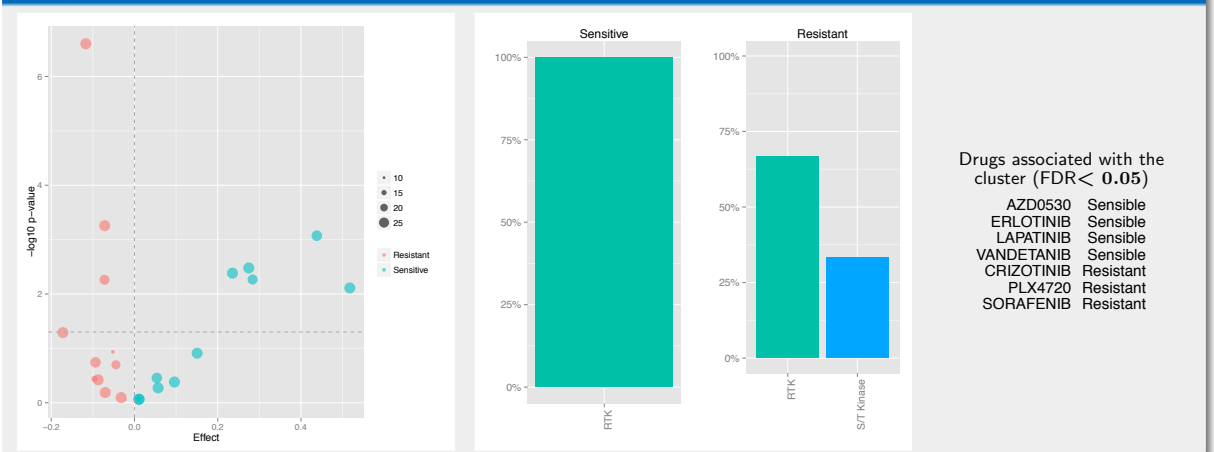 6
4
2
0
−log10 p−value
−0.2
0.0
0.2
0.4
Effect
10
15
20
25
Resistant
Sensitive
Sensitive
100%
75%
50%
25%
0%
RTK
Resistant
100%
75%
50%
25%
0%
RTK
S/T Kinase
Drugs associated with the
cluster (FDR< 0.05)
AZD0530 Sensible
ERLOTINIB Sensible
LAPATINIB Sensible
VANDETANIB Sensible
CRIZOTINIB Resistant
PLX4720 Resistant
SORAFENIB Resistant